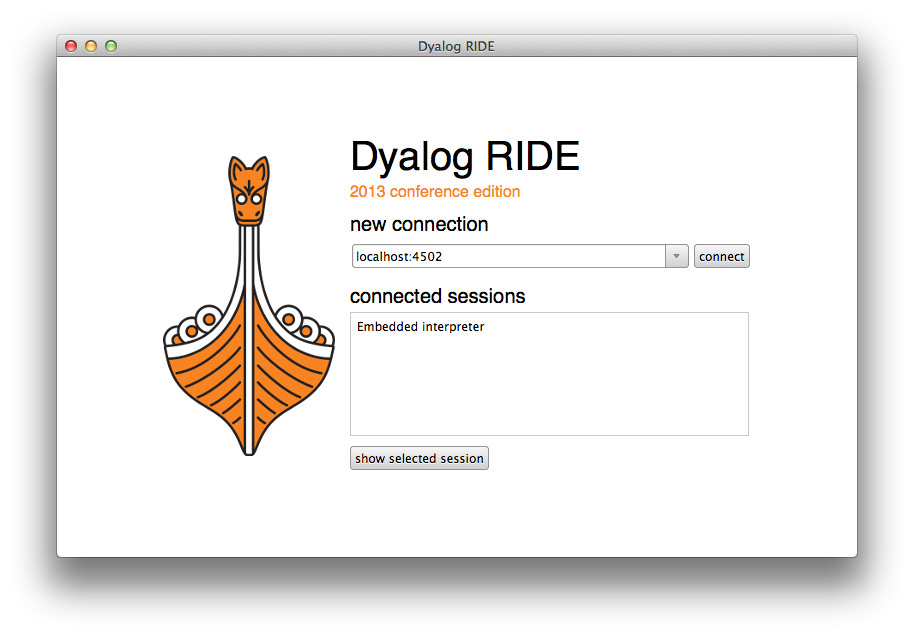 Dyalog RIDE
Dyalog RIDE
2013 conference edition
new connection
localhost:4502
connect
connected sessions
Embedded interpreter
show selected session